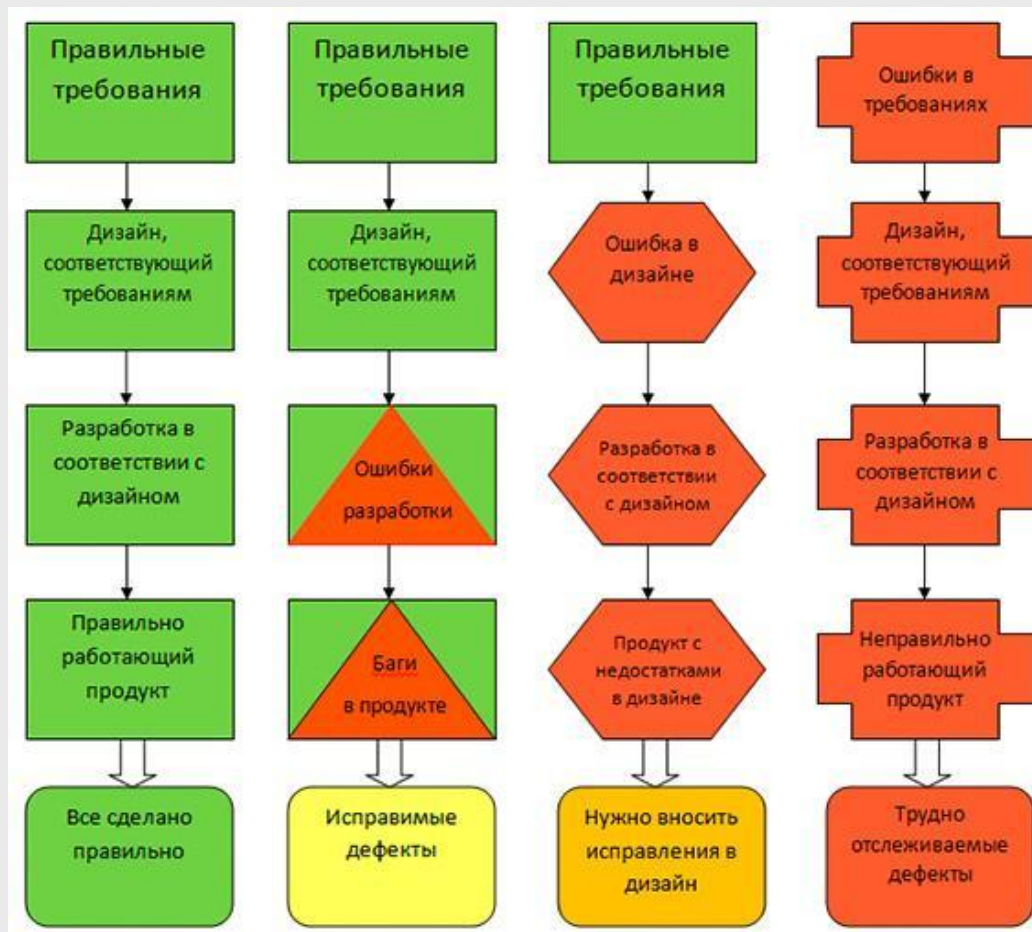 Правильные
требования
Дизайн,
соответствующий
требованиям
Разработка в
соответствии с
дизайном
Правильно
работающий
продукт
Все сделано
правильно
Правильные
требования
Дизайн,
соответствующий
требованиям
Ошибки
разработки
Баги
в продукте
Исправимые
дефекты
Правильные
требования
Ошибка в
дизайне
Разработка в
соответствии
с дизайном
Продукт с
недостатками
в дизайне
Нужно вносить
исправления в
дизайн
Ошибки в
требованиях
Дизайн,
соответствующий
требованиям
Разработка в
соответствии с
дизайном
Неправильно
работающий
продукт
Трудно
отслеживаемые
дефекты